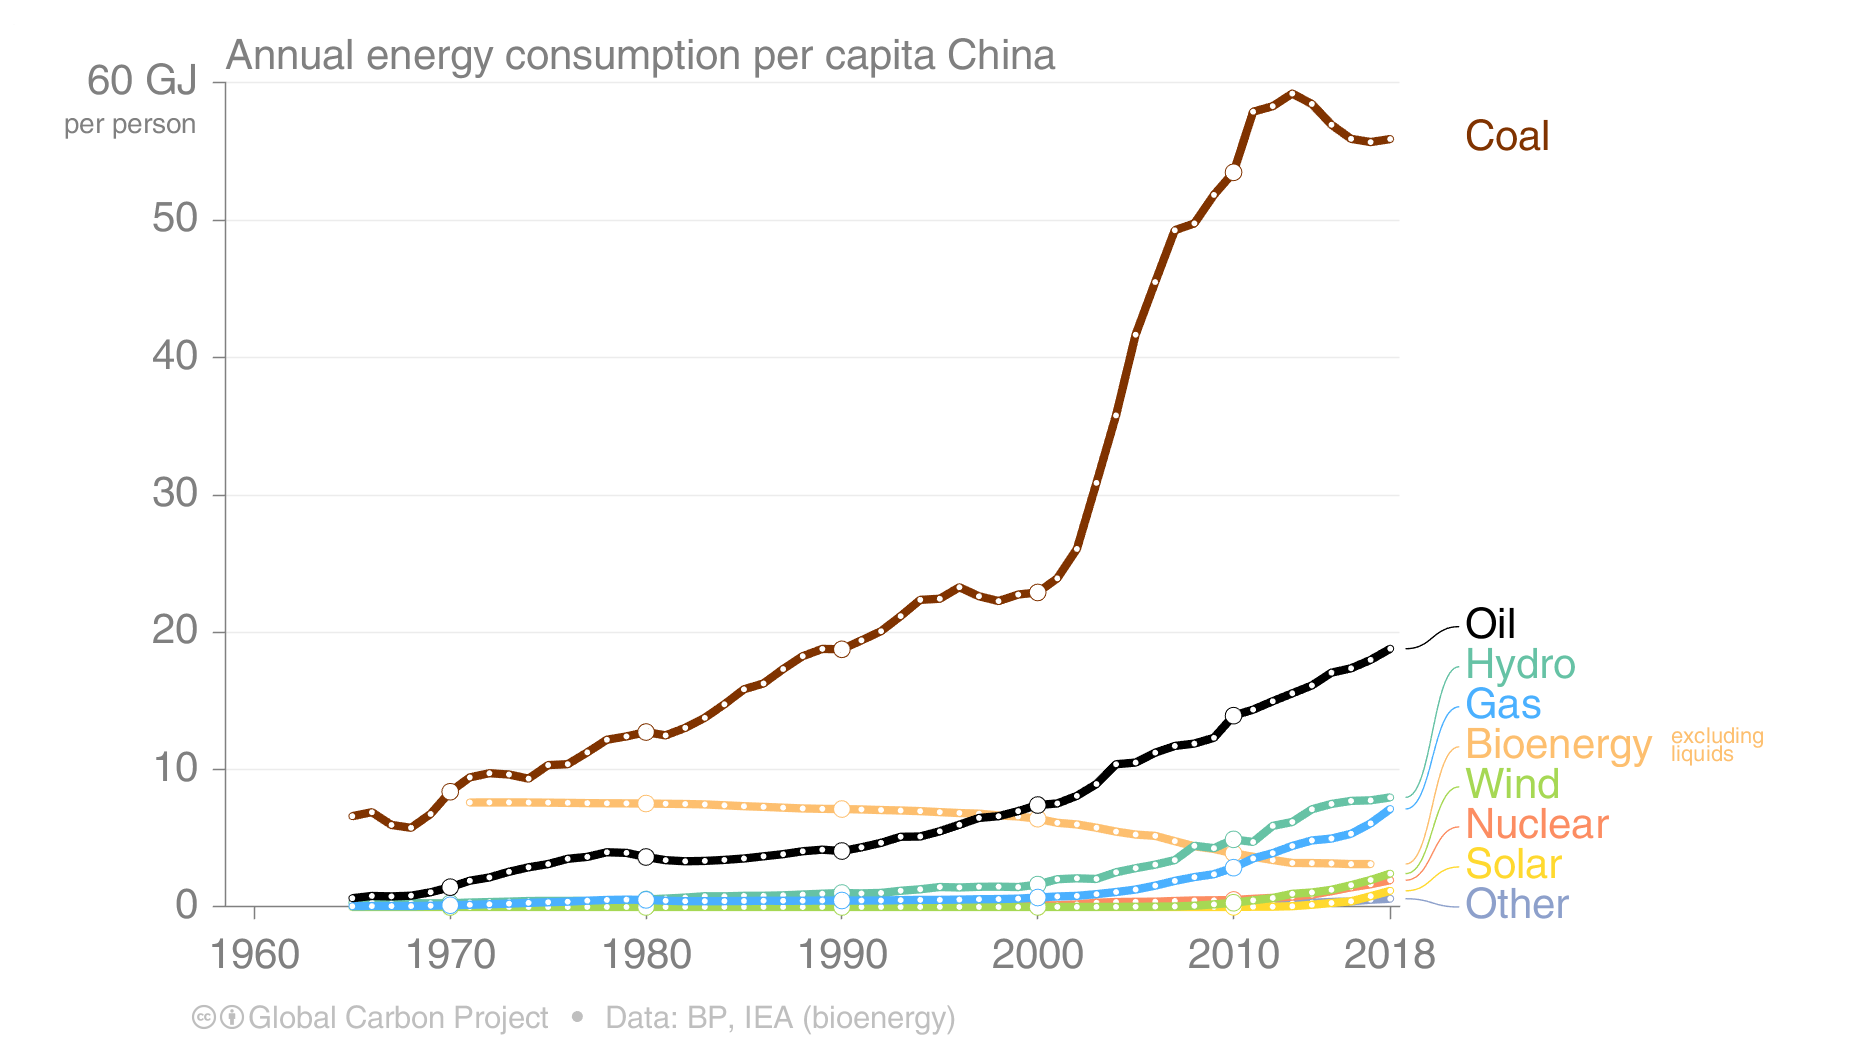 Annual energy consumption per capita China
60 GJ
per person
50
40
30
20
10
0
1960 1970 1980 1990 2000 2010 2018
Coal
Oil
Hydro
Gas
Bioenergy excluding
liquids
Wind
Nuclear
Solar
Other
cc Global Carbon Project • Data: BP, IEA (bioenergy)